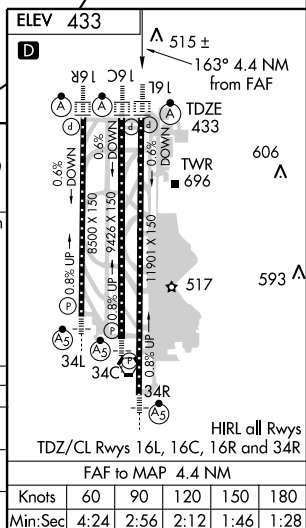 ELEV 433
D
515 ±
163° 4.4 NM
from FAF
16R
16C
16L
A
A
A
TDZE
433
P
P
P
0.6%
DOWN
0.6%
DOWN
0.6%
DOWN
TWR
696
606
8500 X 150
9426 X 150
11901 X 150
517
593
0.8% UP
0.8% UP
0.8% UP
P
P
P
A5
A5
A5
34L
34C
34R
HIRL all Rwys
TDZ/CL Rwys 16L, 16C, 16R and 34R
FAF to MAP 4.4 NM
Knots 60 90 120 150 180
Min:Sec 4:24 2:56 2:12 1:46 1:28